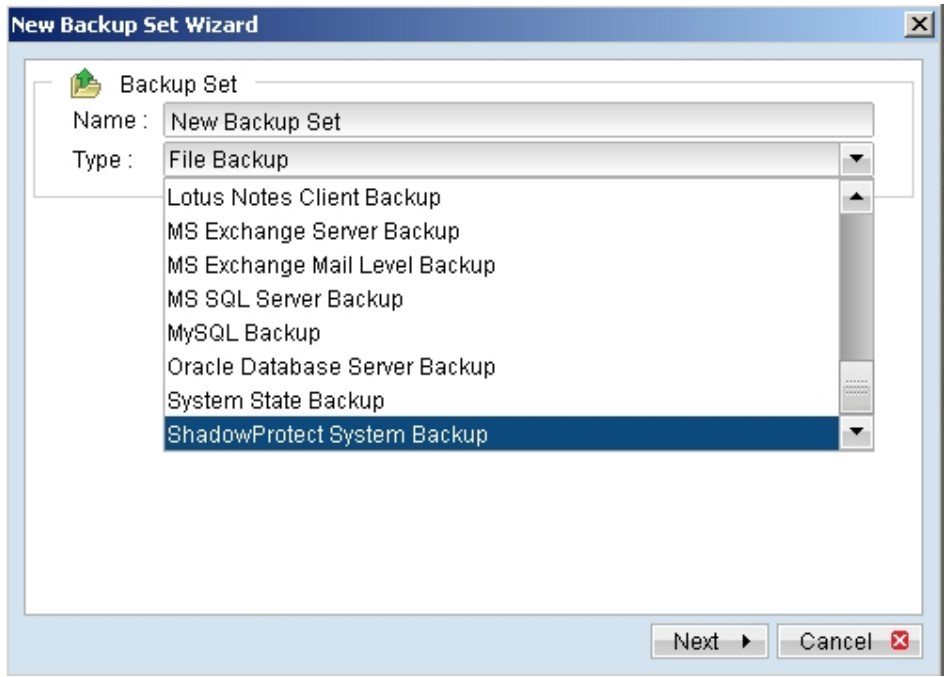 New Backup Set Wizard
Backup Set
Name : New Backup Set
Type : File Backup
Lotus Notes Client Backup
MS Exchange Server Backup
MS Exchange Mail Level Backup
MS SQL Server Backup
MySQL Backup
Oracle Database Server Backup
System State Backup
ShadowProtect System Backup
Next Cancel